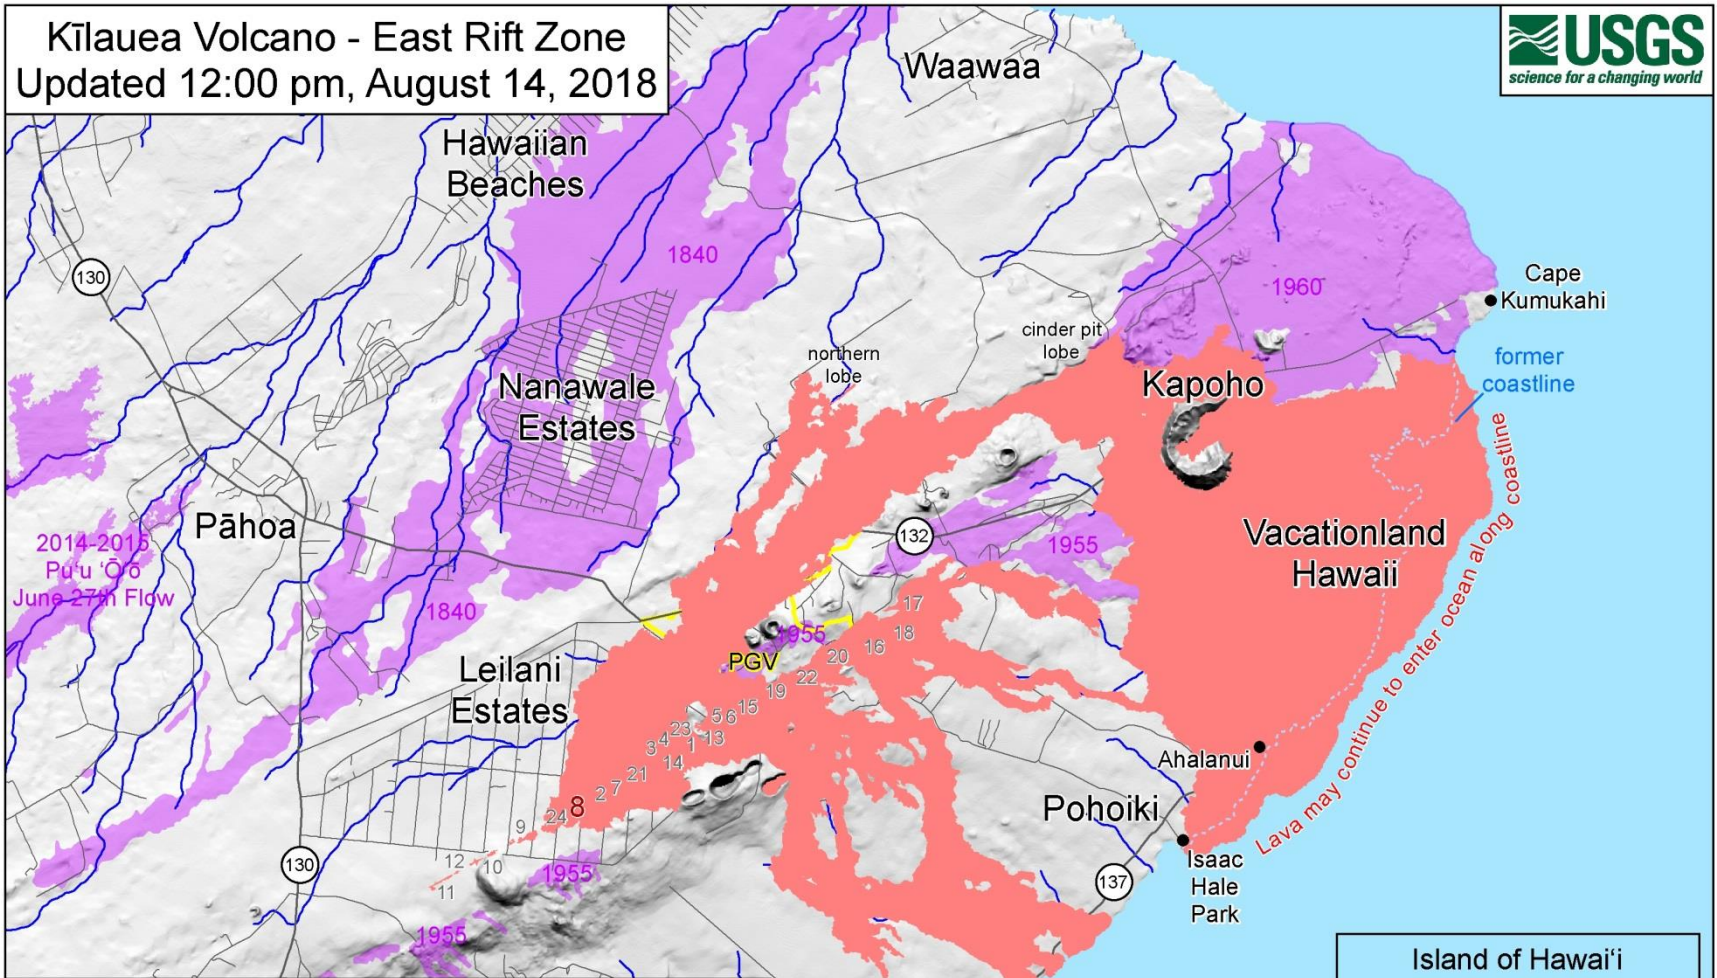 Kīlauea Volcano - East Rift Zone
Updated 12:00 pm, August 14, 2018
USGS
science for a changing world
Waawaa
Hawaiian
Beaches
1840
130
1960
Cape
Kumukahi
cinder pit
lobe
northern
lobe
former
coastline
Kapoho
Nanawale
Estates
Pāhoa
132
1955
Vacationland
Hawaii
2014-2015
Puʻu ʻŌʻō
June 27th Flow
1840
17
18
1955
16
20
PGV
22
19
Leilani
Estates
15
5
6
23
13
4
1
3
14
21
7
2
8
24
9
12
10
11
1955
130
1955
Ahalanui
Pohoiki
Isaac
Hale
Park
137
Lava may continue to enter ocean along coastline
Island of Hawaiʻi